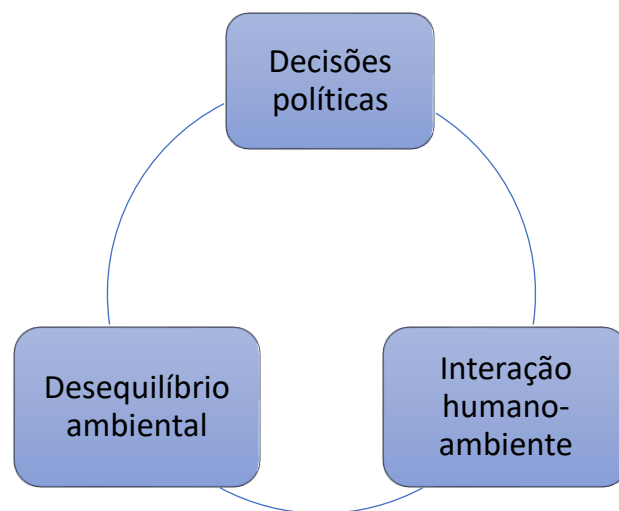 Decisões
políticas
Desequilíbrio
ambiental
Interação
humano-
ambiente